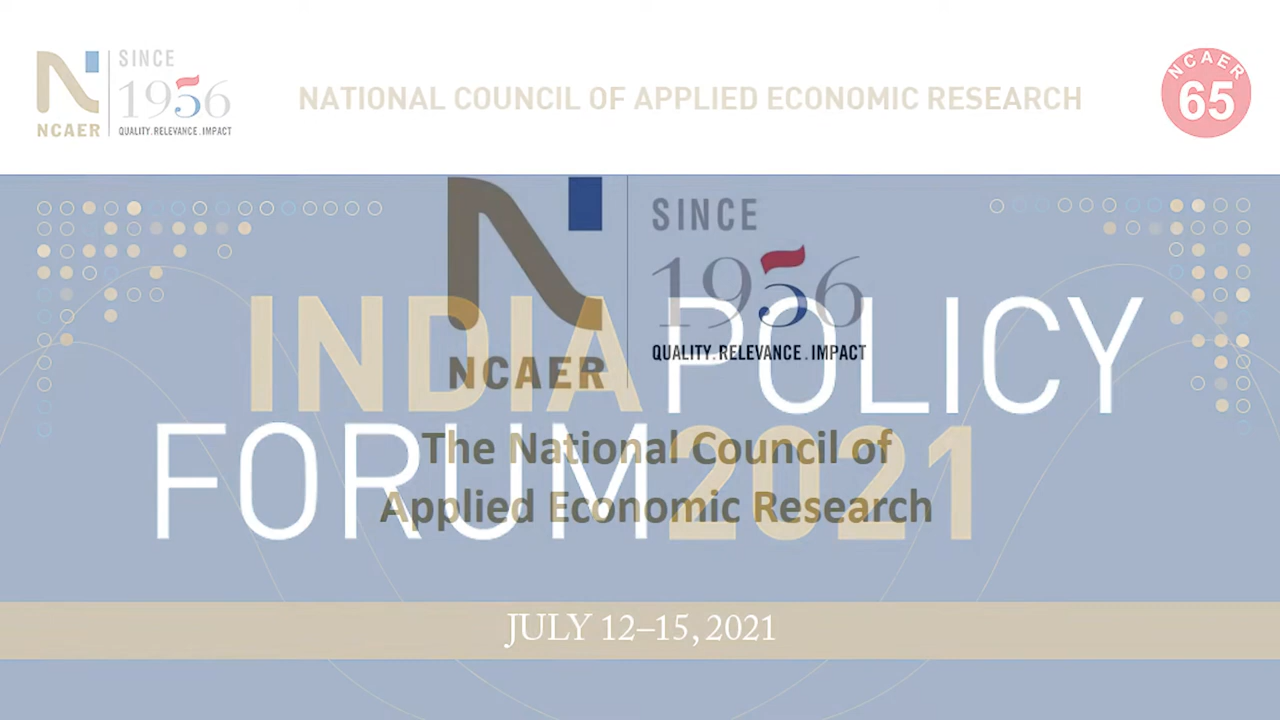 SINCE
1956
NCAER
QUALITY.RELEVANCE.IMPACT
NATIONAL COUNCIL OF APPLIED ECONOMIC RESEARCH
NCAER
65
SINCE
1956
QUALITY.RELEVANCE.IMPACT
NCAER
INDIA POLICY
FORUM 2021
The National Council of
Applied Economic Research
JULY 12–15, 2021